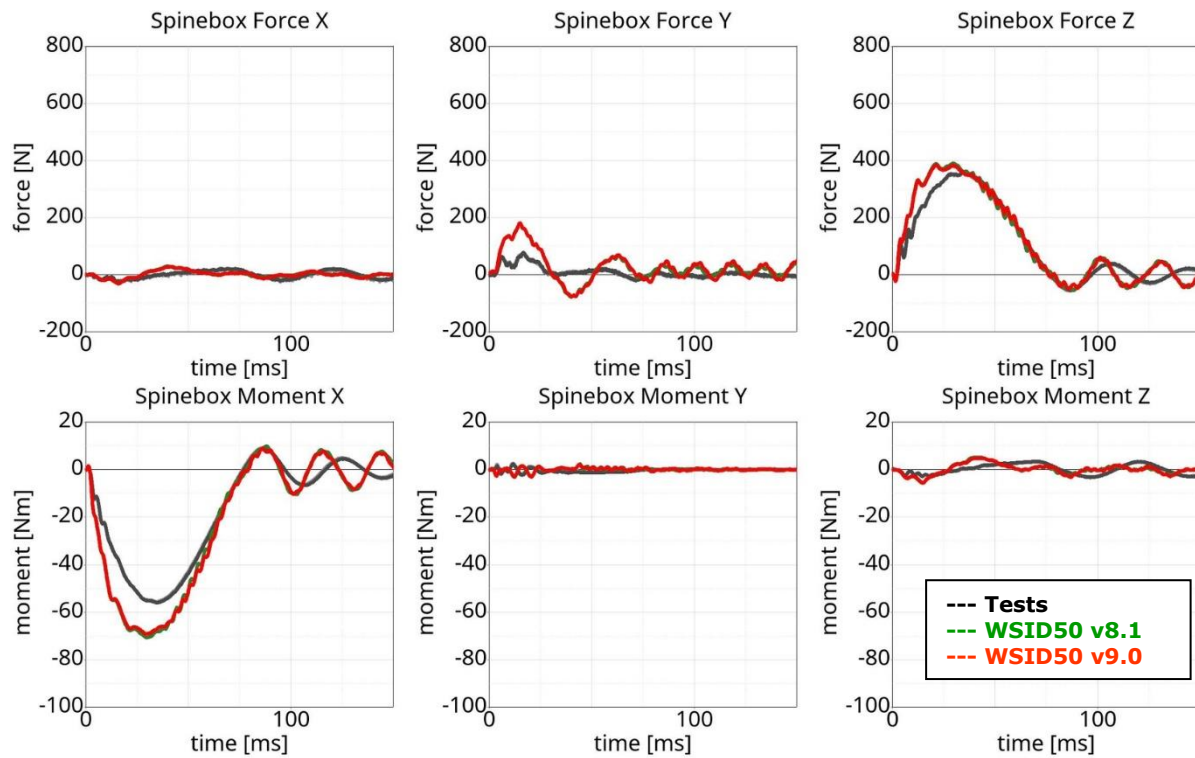 Spinebox Force X
Spinebox Force Y
Spinebox Force Z
800
600
400
200
0
-200
force [N]
0
100
time [ms]
800
600
400
200
0
-200
force [N]
0
100
time [ms]
800
600
400
200
0
-200
force [N]
0
100
time [ms]
Spinebox Moment X
Spinebox Moment Y
Spinebox Moment Z
20
0
-20
-40
-60
-80
-100
moment [Nm]
0
100
time [ms]
20
0
-20
-40
-60
-80
-100
moment [Nm]
0
100
time [ms]
20
0
-20
-40
-60
-80
-100
moment [Nm]
0
100
time [ms]
--- Tests
--- WSID50 v8.1
--- WSID50 v9.0